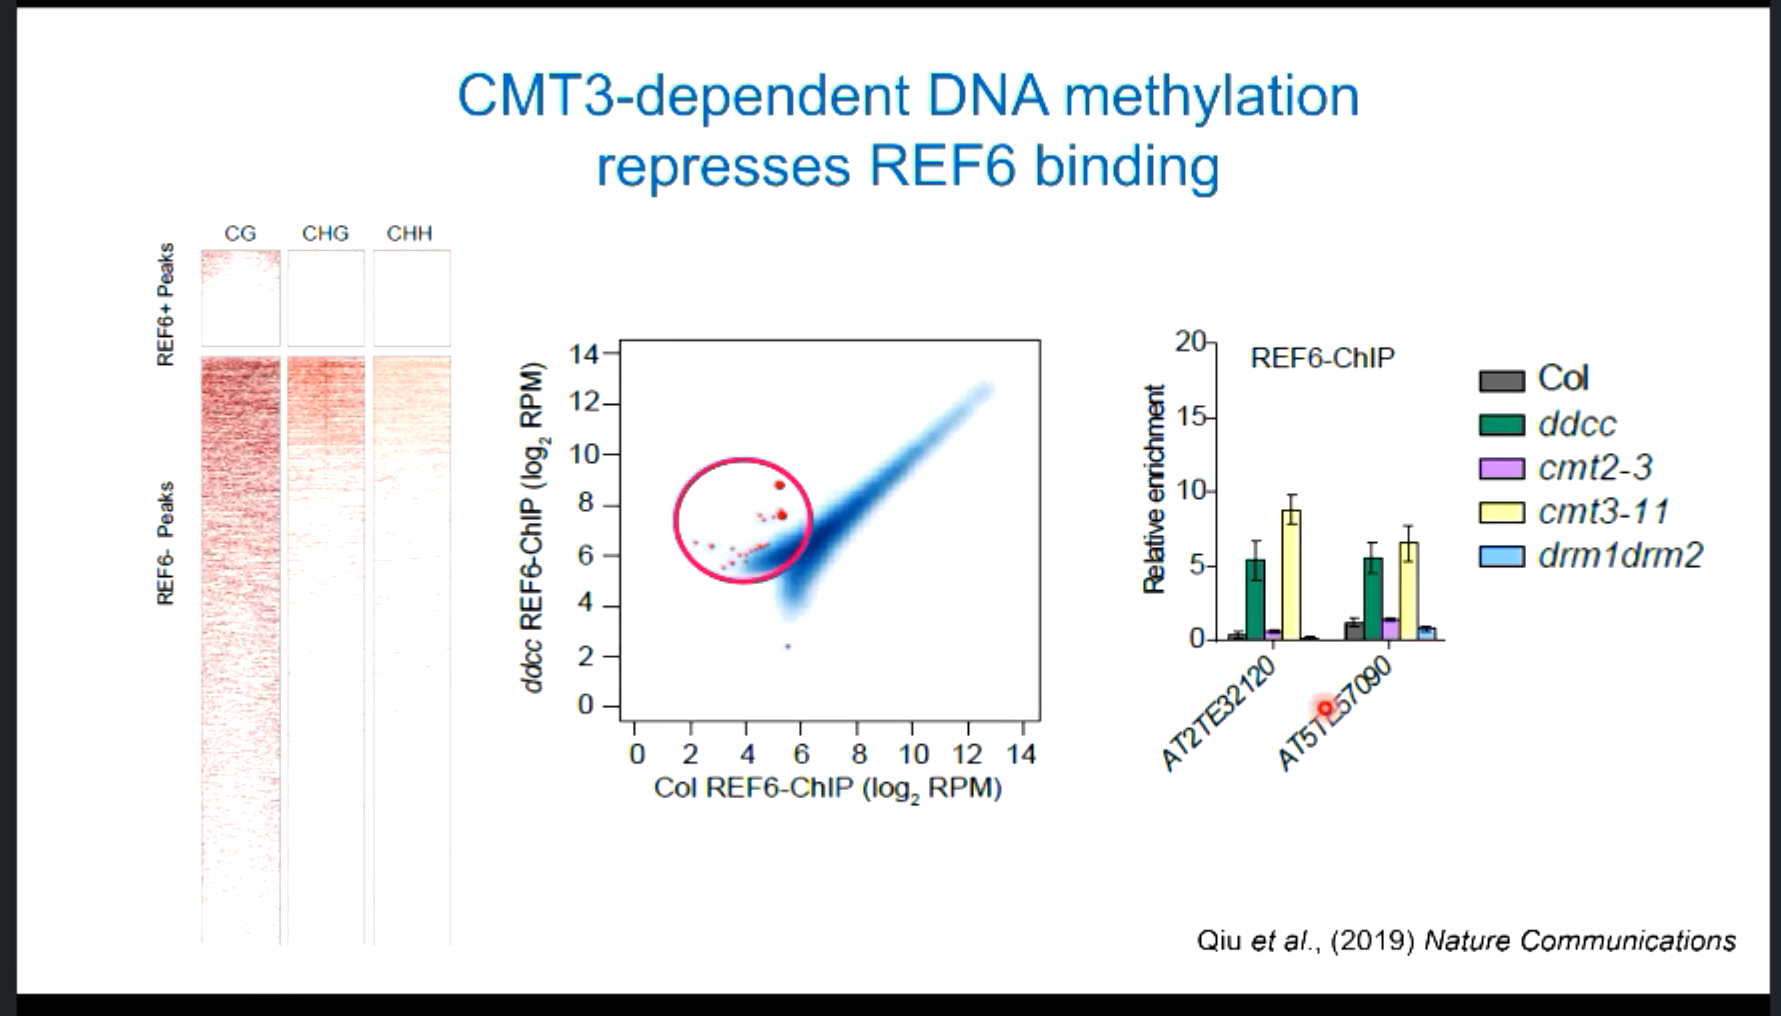 CMT3-dependent DNA methylation
represses REF6 binding
CG CHG CHH
REF6+ Peaks
REF6- Peaks
ddcc REF6-ChIP (log2 RPM)
14
12
10
8
6
4
2
0
0 2 4 6 8 10 12 14
Col REF6-ChIP (log2 RPM)
REF6-ChIP
Relative enrichment
20
15
10
5
0
AT2TE32120
AT5TE57090
Col
ddcc
cmt2-3
cmt3-11
drm1drm2
Qiu et al., (2019) Nature Communications